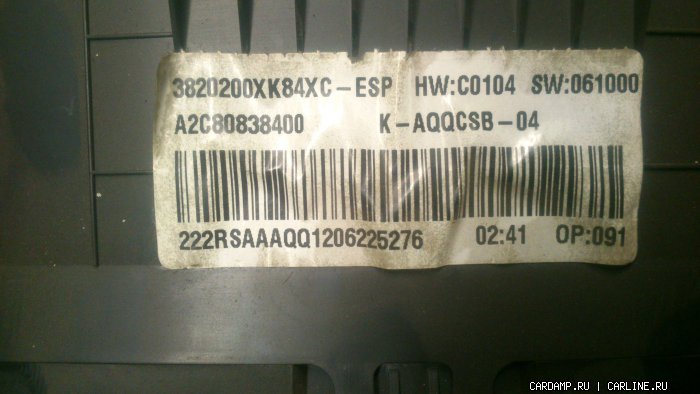 3820200XK84XC-ESP HW:C0104 SW:061000
A2C80838400 K-AQQCSB-04
222RSAAAQQ1206225276 02:41 OP:091
CARDAMP.RU | CARLINE.RU